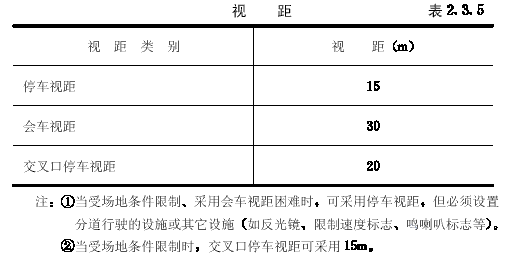 视 距 表2.3.5
视 距 类 别 视 距(m)
停车视距 15
会车视距 30
交叉口停车视距 20
注:①当受场地条件限制、采用会车视距困难时,可采用停车视距,但必须设置
分道行驶的设施或其它设施(如反光镜、限制速度标志、鸣喇叭标志等)。
②当受场地条件限制时,交叉口停车视距可采用15m。